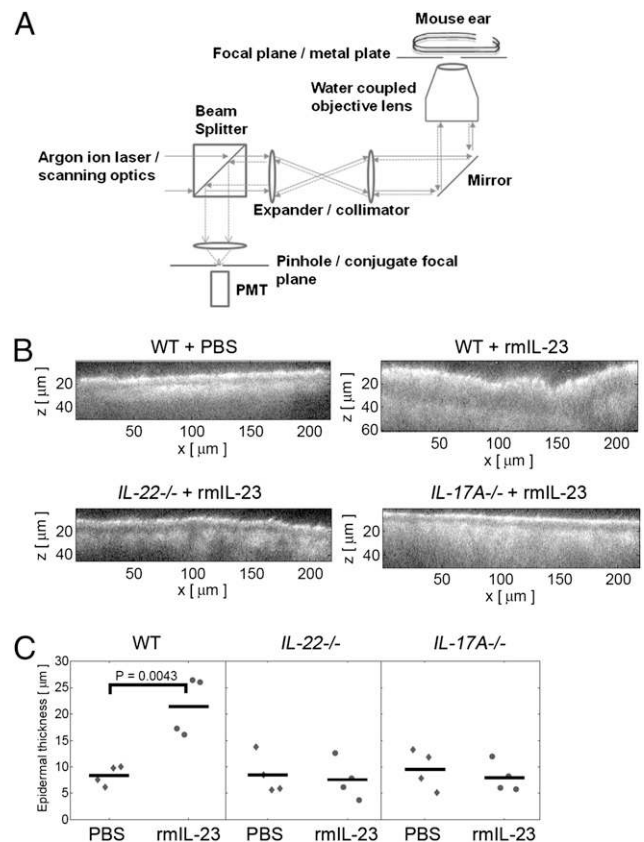 A
Mouse ear
Focal plane / metal plate
Water coupled
objective lens
Beam
Splitter
Argon ion laser /
scanning optics
Mirror
Expander / collimator
Pinhole / conjugate focal
plane
PMT
B
WT + PBS
z [ μm ]
20
40
50 100 150 200
x [ μm ]
WT + rmIL-23
z [ μm ]
20
40
60
50 100 150 200
x [ μm ]
IL-22-/- + rmIL-23
z [ μm ]
20
40
50 100 150 200
x [ μm ]
IL-17A-/- + rmIL-23
z [ μm ]
20
40
50 100 150 200
x [ μm ]
C
WT IL-22-/- IL-17A-/-
Epidermal thickness [ μm ]
30
25
20
15
10
5
0
P = 0.0043
PBS rmIL-23 PBS rmIL-23 PBS rmIL-23